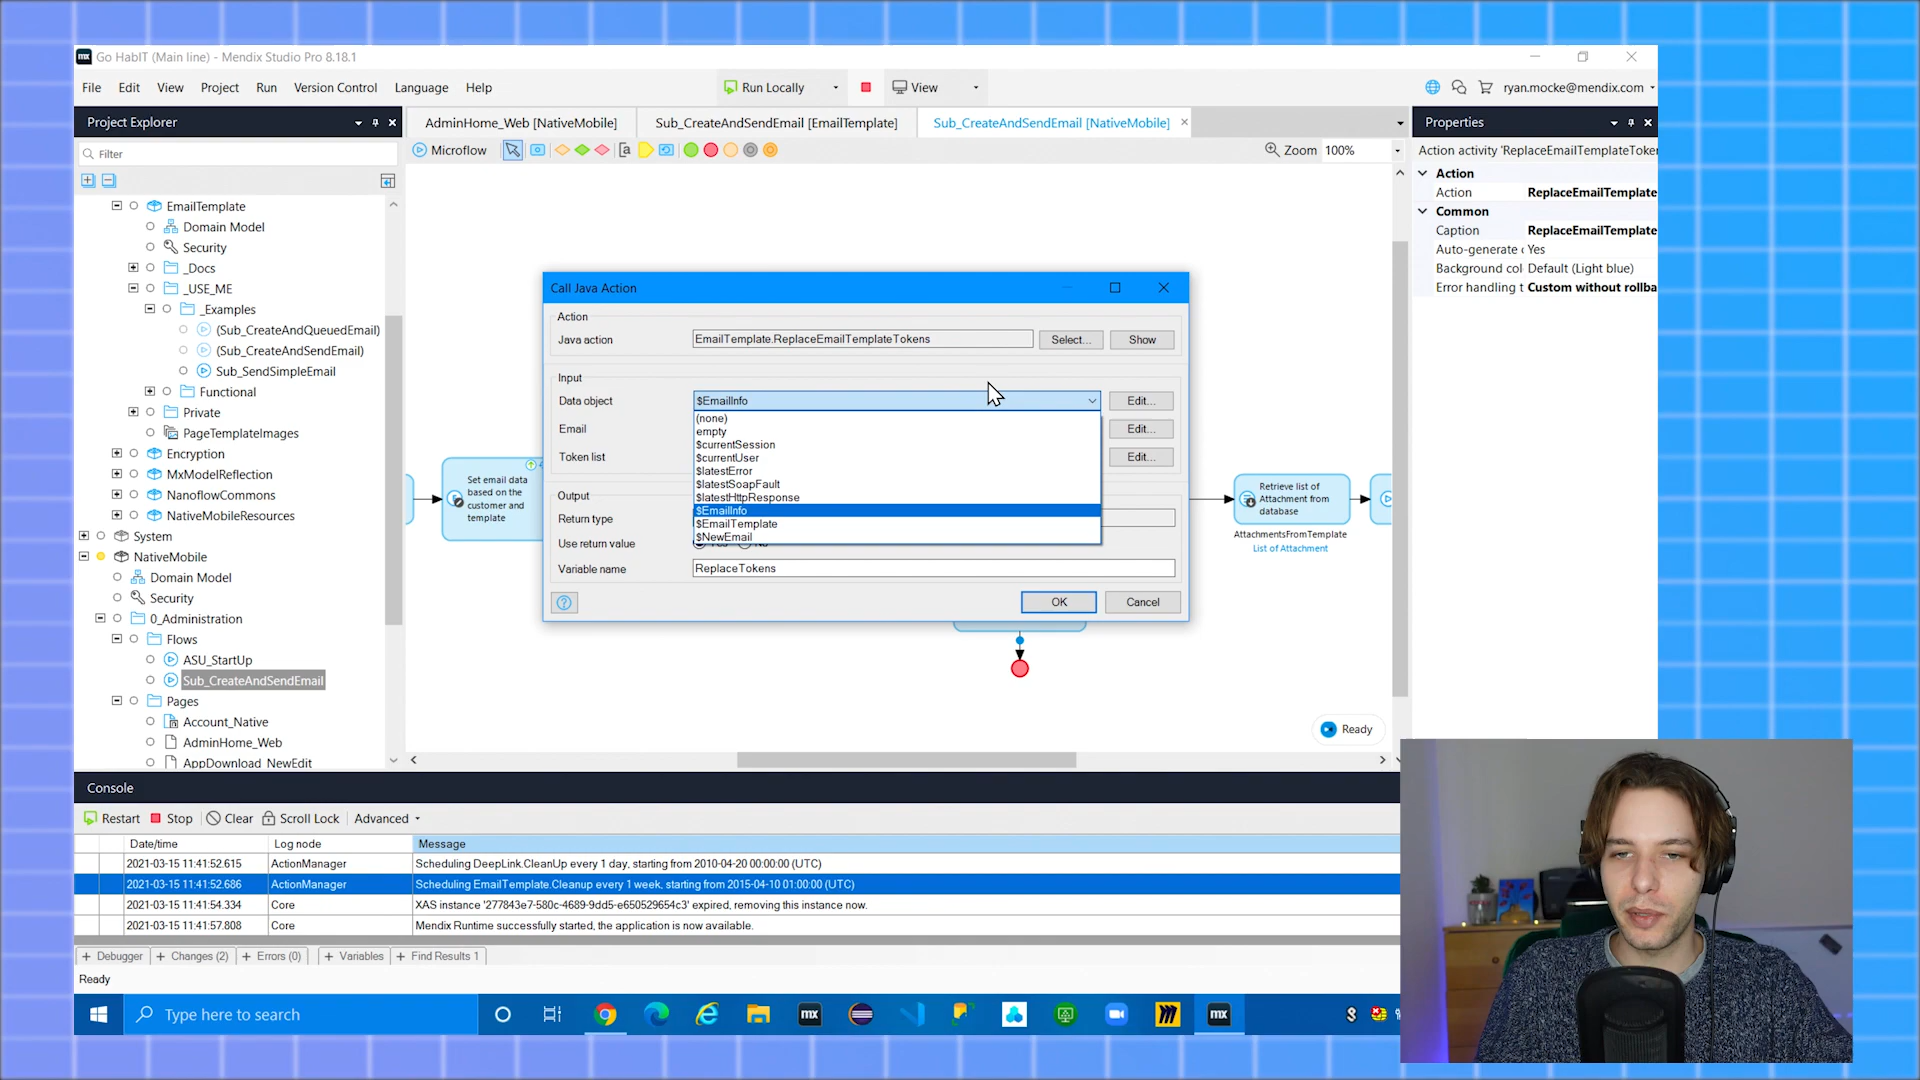 mx Go HabIT (Main line) - Mendix Studio Pro 8.18.1
File Edit View Project Run Version Control Language Help
Run Locally
View
ryan.mocke@mendix.com
Project Explorer
AdminHome_Web [NativeMobile]
Sub_CreateAndSendEmail [EmailTemplate]
Sub_CreateAndSendEmail [NativeMobile]
Properties
Filter
Microflow
Zoom 100%
Action activity 'ReplaceEmailTemplateToke
Action
Action ReplaceEmailTemplate
Common
Caption ReplaceEmailTemplate
Auto-generate c Yes
Background col Default (Light blue)
Error handling t Custom without rollba
EmailTemplate
Domain Model
Security
_Docs
_USE_ME
_Examples
(Sub_CreateAndQueuedEmail)
(Sub_CreateAndSendEmail)
Sub_SendSimpleEmail
Functional
Private
PageTemplateImages
Encryption
MxModelReflection
NanoflowCommons
NativeMobileResources
System
NativeMobile
Domain Model
Security
0_Administration
Flows
ASU_StartUp
Sub_CreateAndSendEmail
Pages
Account_Native
AdminHome_Web
AppDownload_NewEdit
Set email data
based on the
customer and
template
Call Java Action
Action
Java action EmailTemplate.ReplaceEmailTemplateTokens Select... Show
Input
Data object $EmailInfo Edit...
(none)
empty
$currentSession
$currentUser
$latestError
$latestSoapFault
$latestHttpResponse
$EmailInfo
$EmailTemplate
$NewEmail
Email Edit...
Token list Edit...
Output
Return type
Use return value
Variable name ReplaceTokens
OK Cancel
Retrieve list of
Attachment from
database
AttachmentsFromTemplate
List of Attachment
Ready
Console
Restart Stop Clear Scroll Lock Advanced
Date/time Log node Message
2021-03-15 11:41:52.615 ActionManager Scheduling DeepLink.CleanUp every 1 day, starting from 2010-04-20 00:00:00 (UTC)
2021-03-15 11:41:52.686 ActionManager Scheduling EmailTemplate.Cleanup every 1 week, starting from 2015-04-10 01:00:00 (UTC)
2021-03-15 11:41:54.334 Core XAS instance '277843e7-580c-4689-9dd5-e650529654c3' expired, removing this instance now.
2021-03-15 11:41:57.808 Core Mendix Runtime successfully started, the application is now available.
Debugger Changes (2) Errors (0) Variables Find Results 1
Ready
Type here to search
mx
mx